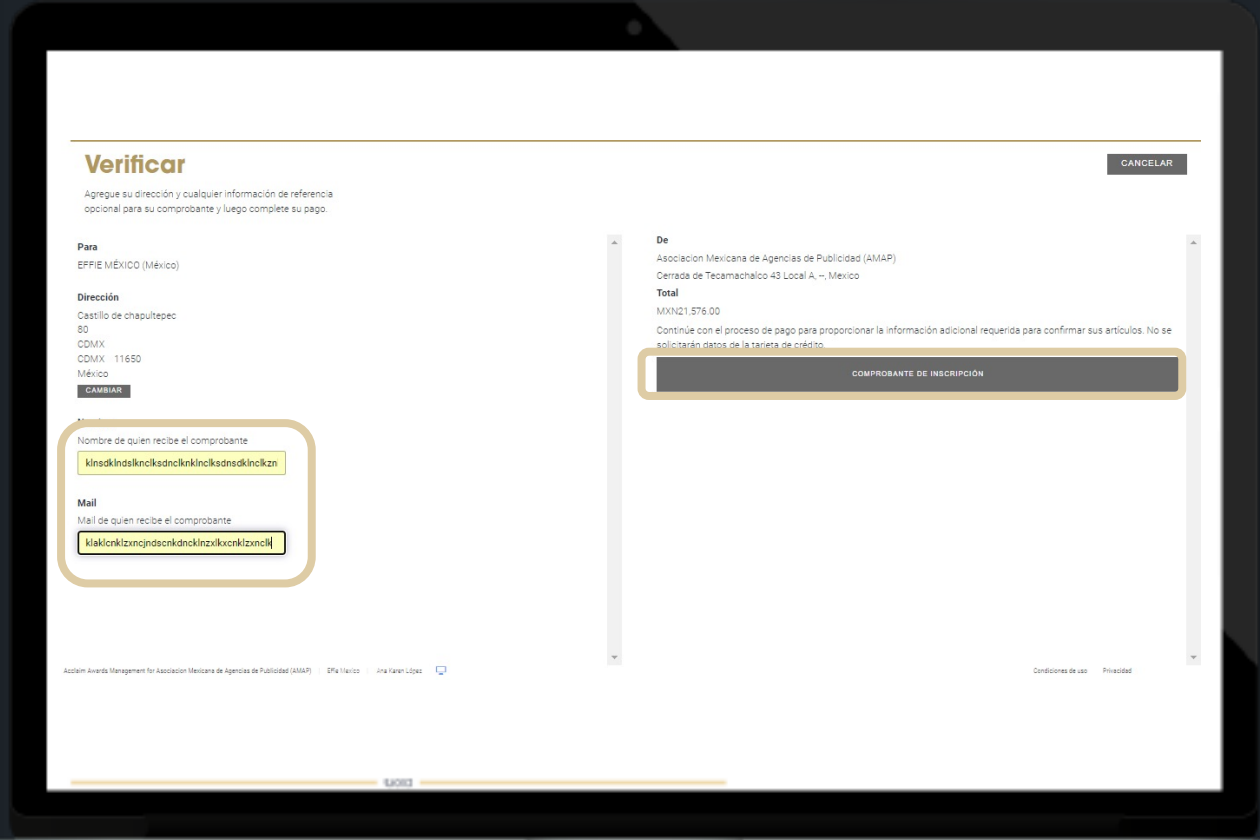 Verificar
CANCELAR
Agregue su dirección y cualquier información de referencia
opcional para su comprobante y luego complete su pago.
Para
EFFIE MÉXICO (México)
Dirección
Castillo de chapultepec
80
CDMX
CDMX 11650
México
CAMBIAR
Nombre de quien recibe el comprobante
klnsdklndslknclksdnclknklnclksdnsdklnclkzn
Mail
Mail de quien recibe el comprobante
klaklcnklzxncjndscnkdncklnzxlkxcnklzxnclk
De
Asociacion Mexicana de Agencias de Publicidad (AMAP)
Cerrada de Tecamachalco 43 Local A, --, Mexico
Total
MXN21,576.00
Continúe con el proceso de pago para proporcionar la información adicional requerida para confirmar sus artículos. No se
solicitarán datos de la tarjeta de crédito.
COMPROBANTE DE INSCRIPCIÓN
Acclaim Awards Management for Asociacion Mexicana de Agencias de Publicidad (AMAP) | Effie Mexico | Ana Karen López
Condiciones de uso Privacidad